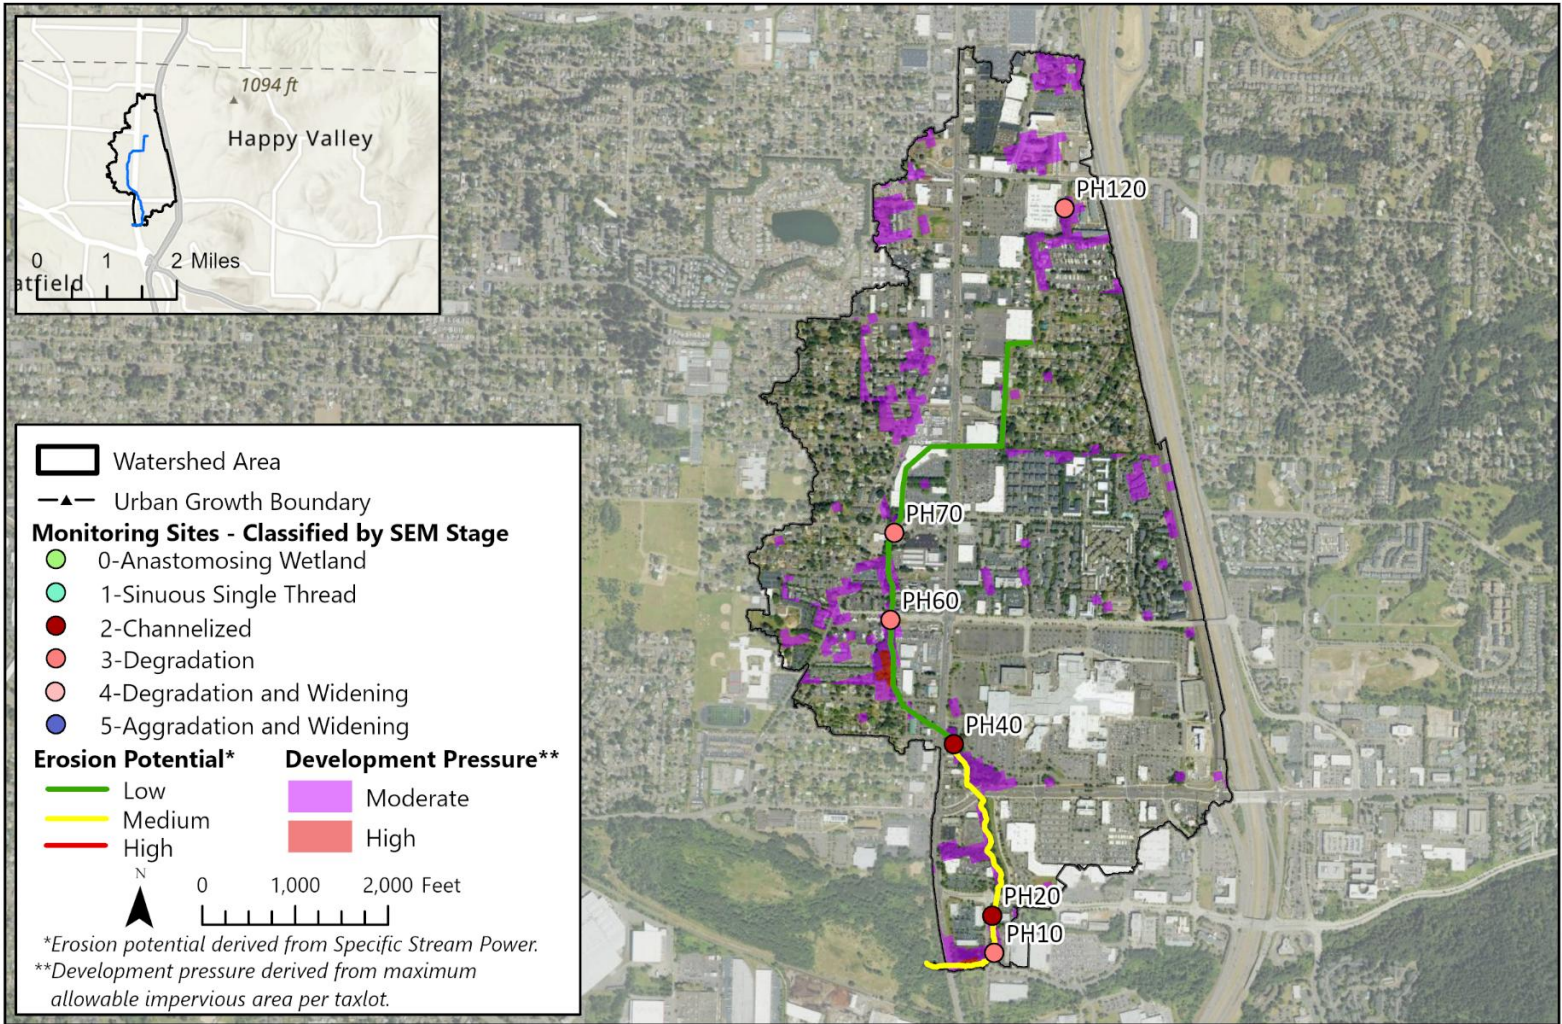 1094 ft
Happy Valley
0 1 2 Miles
atfield
PH120
PH70
PH60
PH40
PH20
PH10
Watershed Area
Urban Growth Boundary
Monitoring Sites - Classified by SEM Stage
0-Anastomosing Wetland
1-Sinuous Single Thread
2-Channelized
3-Degradation
4-Degradation and Widening
5-Aggradation and Widening
Erosion Potential* Development Pressure**
Low
Medium
High
Moderate
High
N
0 1,000 2,000 Feet
*Erosion potential derived from Specific Stream Power.
**Development pressure derived from maximum
allowable impervious area per taxlot.